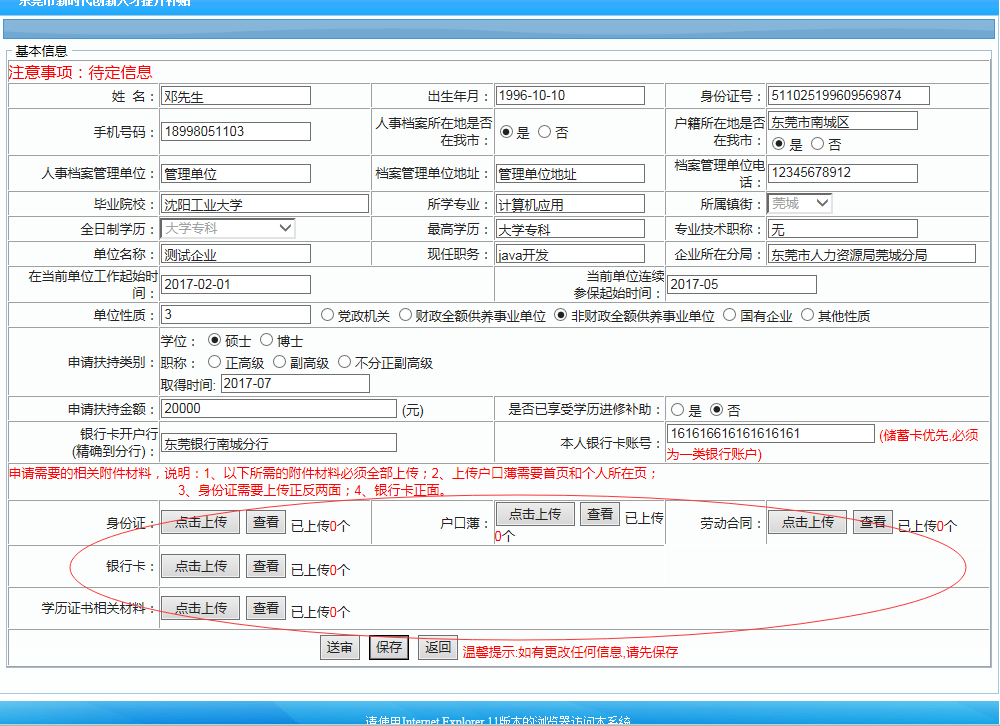 东莞市新时代创新人才提升补贴
基本信息
注意事项：待定信息
姓 名： 邓先生 出生年月： 1996-10-10 身份证号： 511025199609569874
手机号码： 18998051103 人事档案所在地是否在我市： 是 否 户籍所在地是否在我市： 东莞市南城区 是 否
人事档案管理单位： 管理单位 档案管理单位地址： 管理单位地址 档案管理单位电话： 12345678912
毕业院校： 沈阳工业大学 所学专业： 计算机应用 所属镇街： 莞城
全日制学历： 大学专科 最高学历： 大学专科 专业技术职称： 无
单位名称： 测试企业 现任职务： java开发 企业所在分局： 东莞市人力资源局莞城分局
在当前单位工作起始时间： 2017-02-01 当前单位连续参保起始时间： 2017-05
单位性质： 3 党政机关 财政全额供养事业单位 非财政全额供养事业单位 国有企业 其他性质
申请扶持类别： 学位： 硕士 博士
职称： 正高级 副高级 不分正副高级
取得时间: 2017-07
申请扶持金额： 20000 (元) 是否已享受学历进修补助： 是 否
银行卡开户行(精确到分行)： 东莞银行南城分行 本人银行卡账号： 161616616161616161 (储蓄卡优先,必须为一类银行账户)
申请需要的相关附件材料，说明：1、以下所需的附件材料必须全部上传；2、上传户口薄需要首页和个人所在页；
3、身份证需要上传正反两面；4、银行卡正面。
身份证： 点击上传 查看 已上传0个 户口薄： 点击上传 查看 已上传0个 劳动合同： 点击上传 查看 已上传0个
银行卡： 点击上传 查看 已上传0个
学历证书相关材料： 点击上传 查看 已上传0个
送审 保存 返回 温馨提示:如有更改任何信息,请先保存
请使用Internet Explorer 11版本的浏览器访问本系统